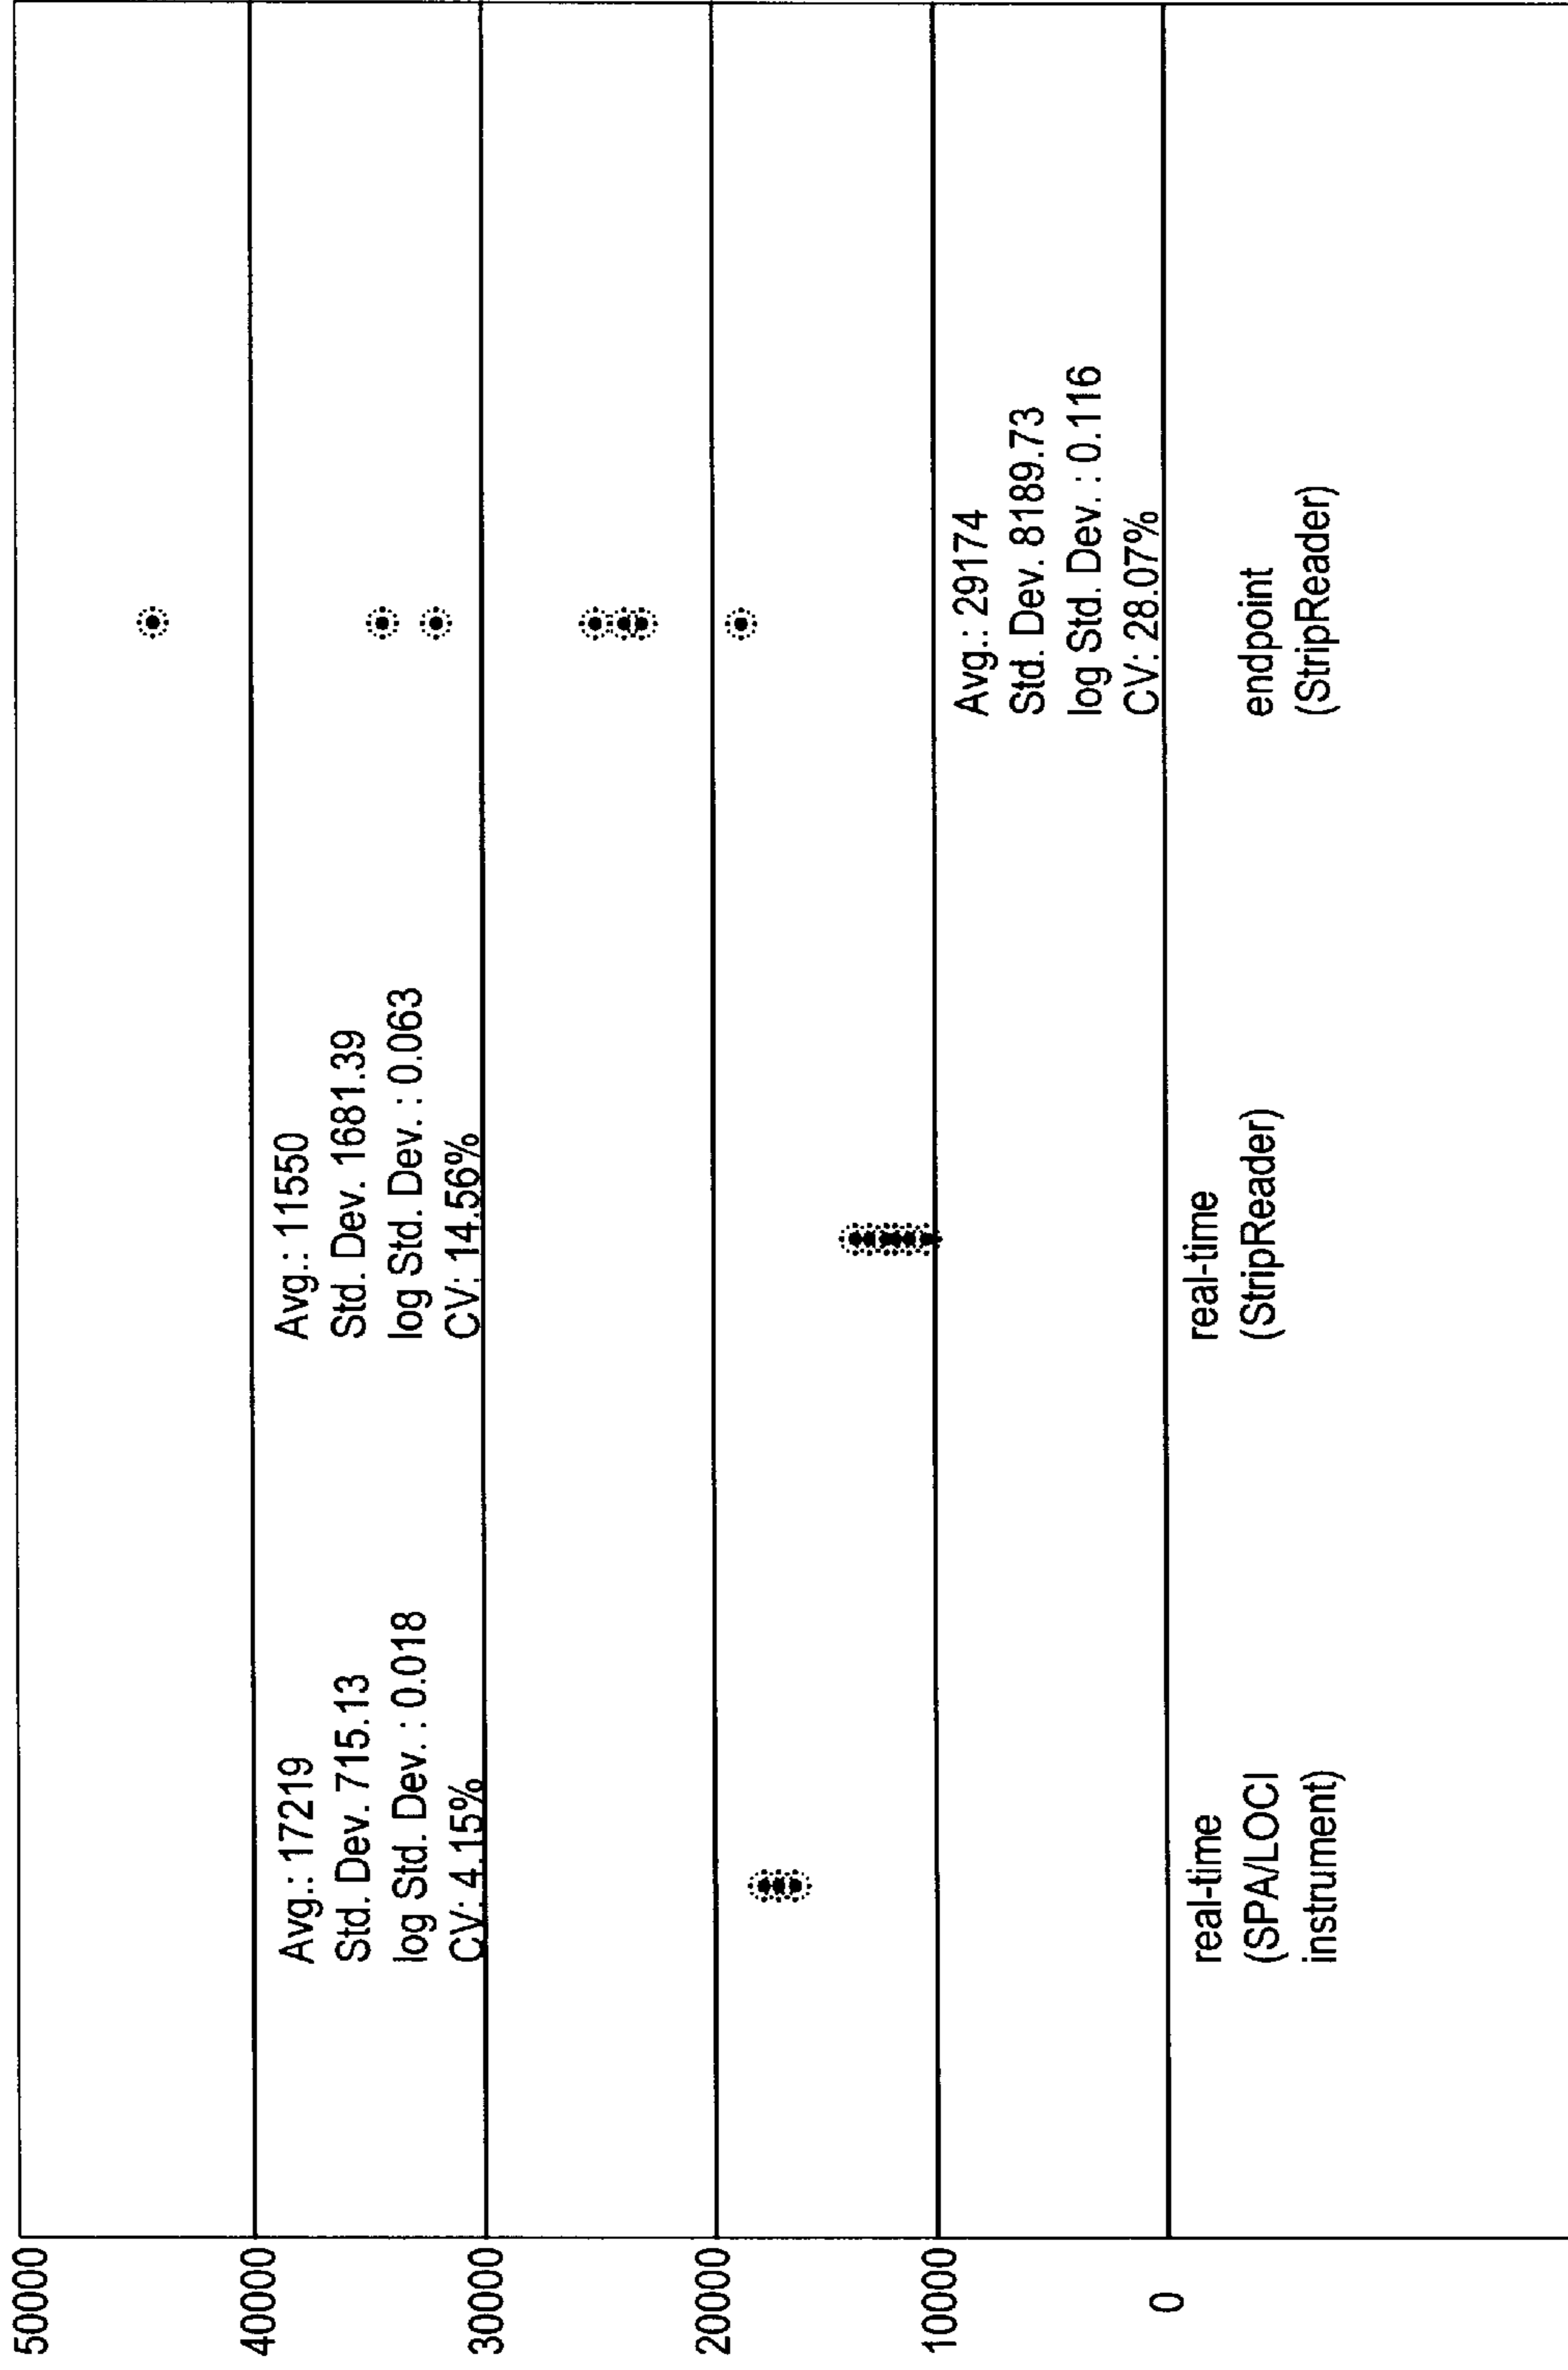 50000
40000
30000
20000
10000
0
Avg.: 17219
Std. Dev. 715.13
log Std. Dev. : 0.018
CV: 4.15%
Avg.: 11550
Std. Dev. 1681.39
log Std. Dev. : 0.063
CV: 14.56%
Avg.: 29174
Std. Dev. 8189.73
log Std. Dev. : 0.116
CV: 28.07%
real-time
(SPA/LOCI
instrument)
real-time
(StripReader)
endpoint
(StripReader)